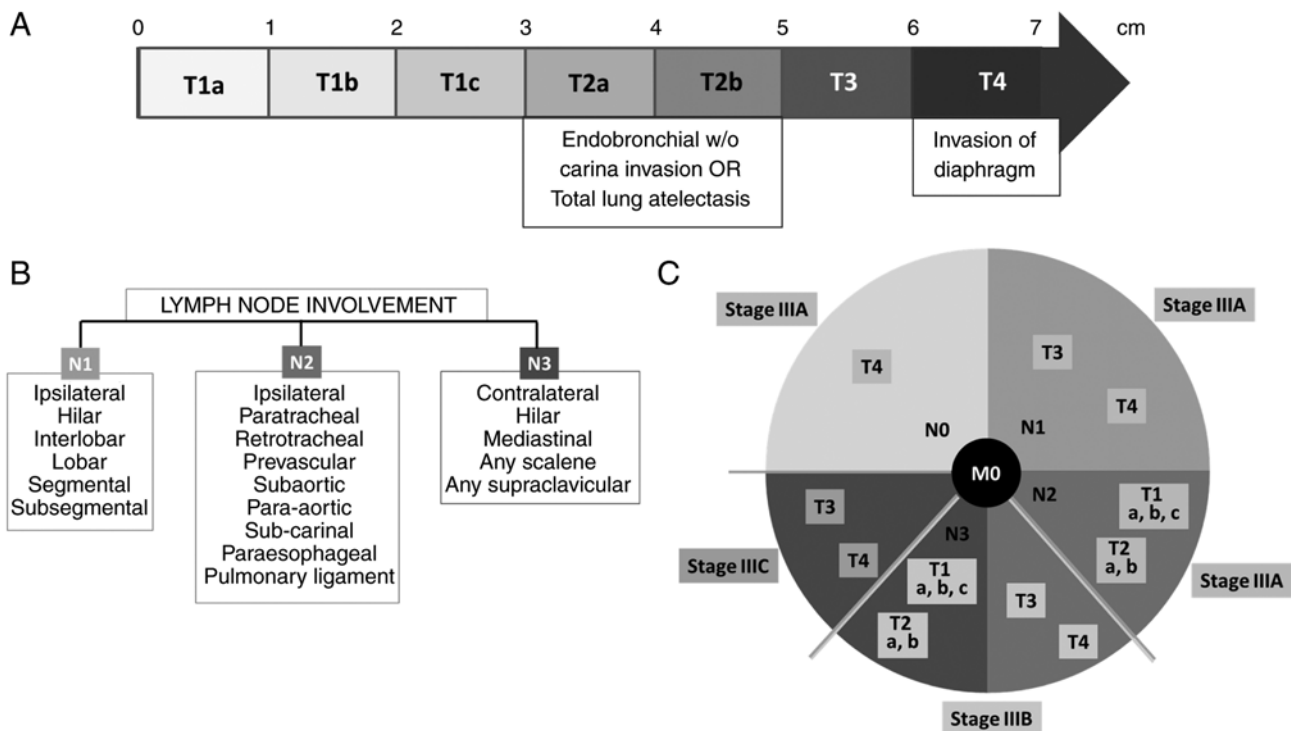 A
0 1 2 3 4 5 6 7 cm
T1a T1b T1c T2a T2b T3 T4
Endobronchial w/o
carina invasion OR
Total lung atelectasis
Invasion of
diaphragm
B
LYMPH NODE INVOLVEMENT
N1
Ipsilateral
Hilar
Interlobar
Lobar
Segmental
Subsegmental
N2
Ipsilateral
Paratracheal
Retrotracheal
Prevascular
Subaortic
Para-aortic
Sub-carinal
Paraesophageal
Pulmonary ligament
N3
Contralateral
Hilar
Mediastinal
Any scalene
Any supraclavicular
C
Stage IIIA
T4
N0
Stage IIIA
T3
T4
N1
M0
N2
T1
a, b, c
T2
a, b
Stage IIIA
T3
T4
N3
T1
a, b, c
T2
a, b
Stage IIIB
T3
T4
Stage IIIC